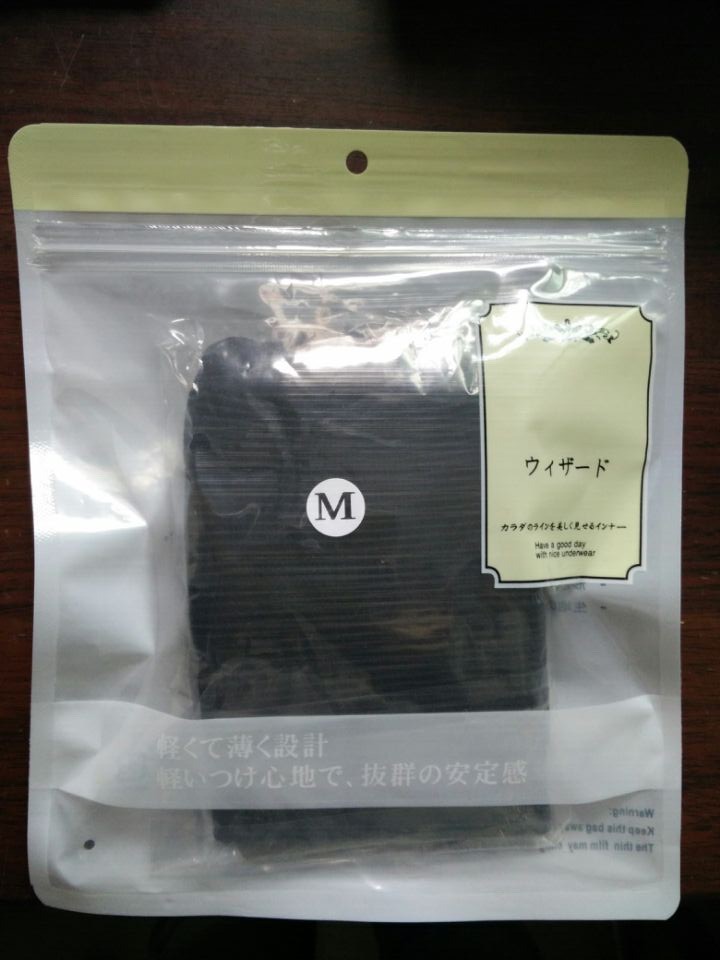 ウィザード
カラダのラインを美しく見せるインナー
Have a good day
with nice underwear
M
軽くて薄く設計
軽いつけ心地で、抜群の安定感
Warning:
Keep this bag
The thin film may